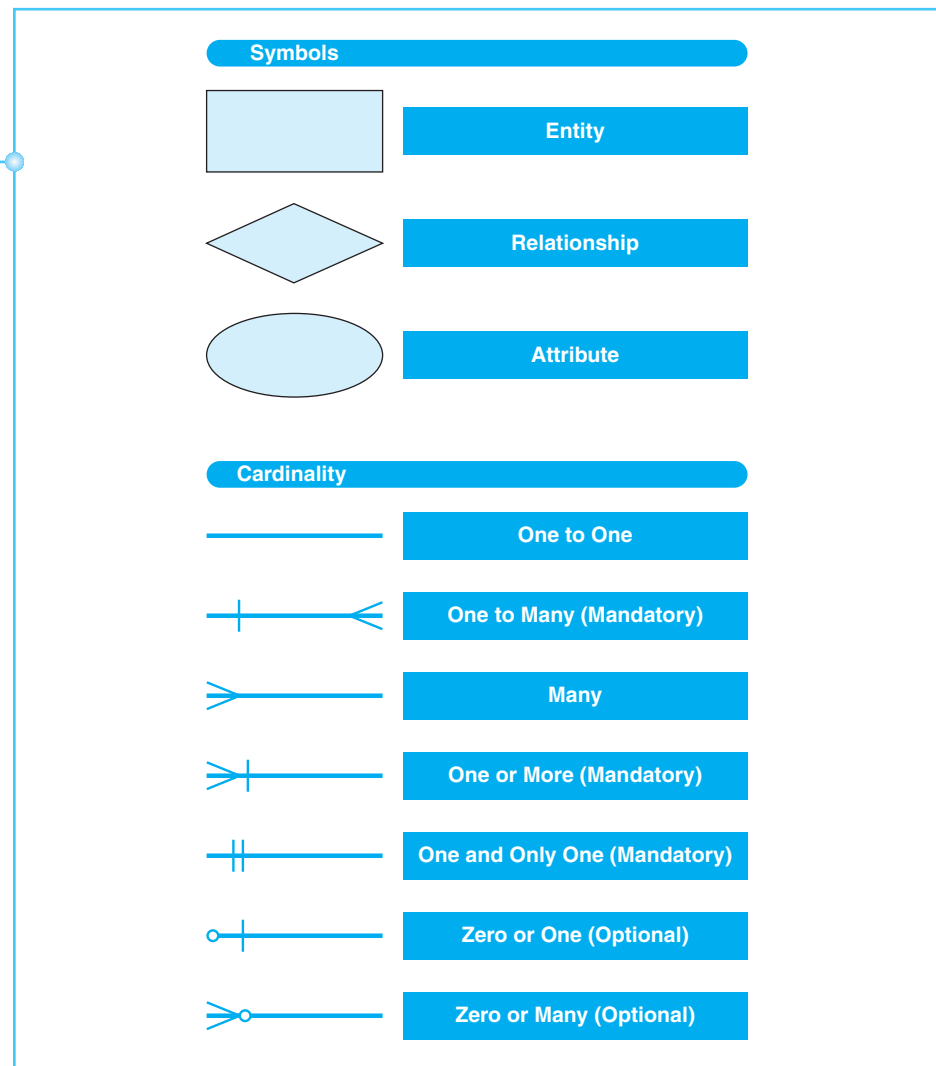 Symbols
Entity
Relationship
Attribute
Cardinality
One to One
One to Many (Mandatory)
Many
One or More (Mandatory)
One and Only One (Mandatory)
Zero or One (Optional)
Zero or Many (Optional)